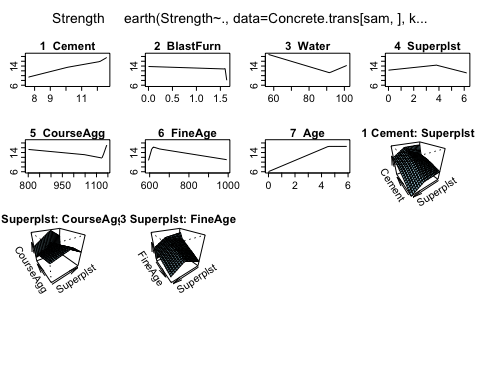 Strength earth(Strength~., data=Concrete.trans[sam, ], k...
1 Cement 2 BlastFurn 3 Water 4 Superplst
6 14 6 14 6 14 6 14
8 9 11 0.0 0.5 1.0 1.5 60 80 100 0 2 4 6
5 CourseAgg 6 FineAge 7 Age 1 Cement: Superplst
6 14 6 14 6 14 Cement Superplst
800 950 1100 600 800 1000 0 1 2 3 4 5 6
Superplst: CourseAgg 3 Superplst: FineAge
CourseAgg Superplst FineAge Superplst